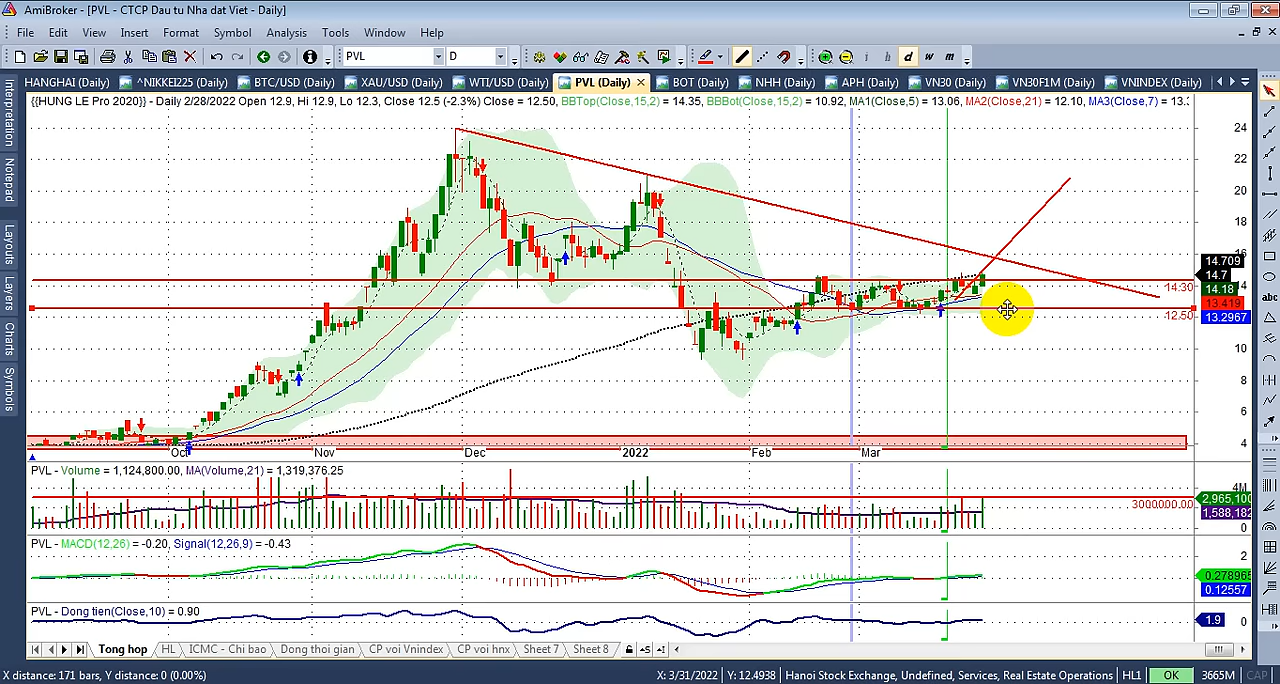 AmiBroker - [PVL - CTCP Dau tu Nha dat Viet - Daily]
File Edit View Insert Format Symbol Analysis Tools Window Help
PVL D i h d w m
HANGHAI (Daily) ^NIKKEI225 (Daily) BTC/USD (Daily) XAU/USD (Daily) WTI/USD (Daily) PVL (Daily) BOT (Daily) NHH (Daily) APH (Daily) VN30 (Daily) VN30F1M (Daily) VNINDEX (Daily)
{{HUNG LE Pro 2020}} - Daily 2/28/2022 Open 12.9, Hi 12.9, Lo 12.3, Close 12.5 (-2.3%) Close = 12.50, BBTop(Close,15,2) = 14.35, BBBot(Close,15,2) = 10.92, MA1(Close,5) = 13.06, MA2(Close,21) = 12.10, MA3(Close,7) = 13.
Interpretation
Notepad
Layouts
Layers
Charts
Symbols
abc
24
22
20
18
16
14.709
14.7
14.30
14.18
13.419
12.50
13.2967
10
8
6
4
Oct Nov Dec 2022 Feb Mar
PVL - Volume = 1,124,800.00, MA(Volume,21) = 1,319,376.25
4M
2,965,100
3000000.00
1,588,182
0
PVL - MACD(12,26) = -0.20, Signal(12,26,9) = -0.43
2
0.278965
0.12557
PVL - Dong tien(Close,10) = 0.90
1.9 0
Tong hop HL ICMC - Chi bao Dong thoi gian CP voi Vnindex CP voi hnx Sheet 7 Sheet 8
X distance: 171 bars, Y distance: 0 (0.00%) X: 3/31/2022 Y: 12.4938 Hanoi Stock Exchange, Undefined, Services, Real Estate Operations HL1 OK 3665M CAP